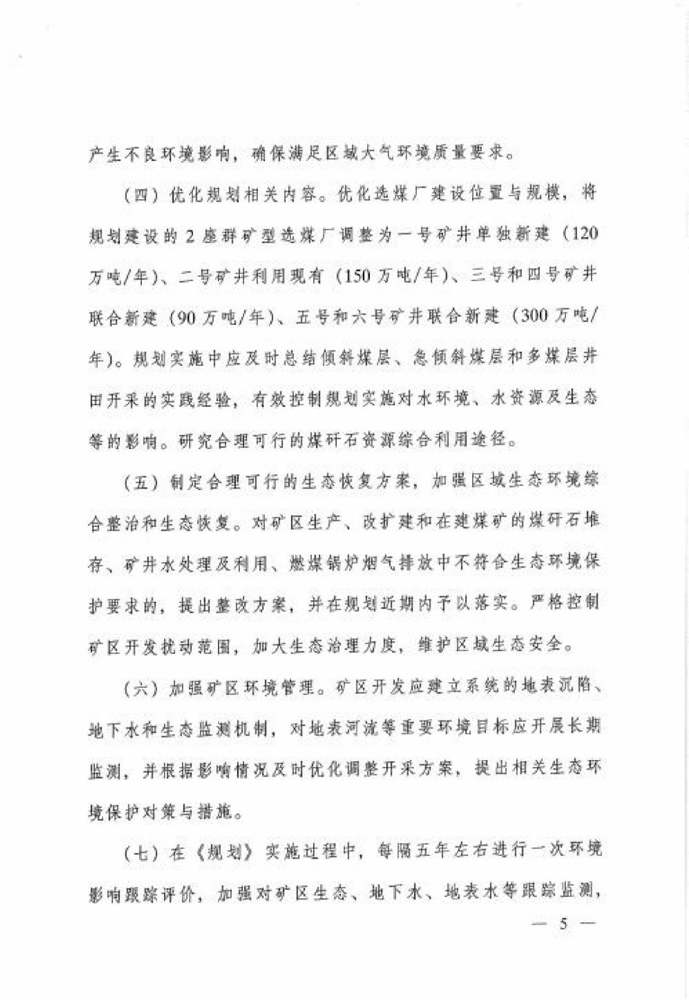 产生不良环境影响，确保满足区域大气环境质量要求。
（四）优化规划相关内容。优化选煤厂建设位置与规模，将
规划建设的 2 座群矿型选煤厂调整为一号矿井单独新建（120
万吨/年）、二号矿井利用现有（150 万吨/年）、三号和四号矿井
联合新建（90 万吨/年）、五号和六号矿井联合新建（300 万吨/
年）。规划实施中应及时总结倾斜煤层、急倾斜煤层和多煤层井
田开采的实践经验，有效控制规划实施对水环境、水资源及生态
等的影响。研究合理可行的煤矸石资源综合利用途径。
（五）制定合理可行的生态恢复方案，加强区域生态环境综
合整治和生态恢复。对矿区生产、改扩建和在建煤矿的煤矸石堆
存、矿井水处理及利用、燃煤锅炉烟气排放中不符合生态环境保
护要求的，提出整改方案，并在规划近期内予以落实。严格控制
矿区开发扰动范围，加大生态治理力度，维护区域生态安全。
（六）加强矿区环境管理。矿区开发应建立系统的地表沉陷、
地下水和生态监测机制，对地表河流等重要环境目标应开展长期
监测，并根据影响情况及时优化调整开采方案，提出相关生态环
境保护对策与措施。
（七）在《规划》实施过程中，每隔五年左右进行一次环境
影响跟踪评价，加强对矿区生态、地下水、地表水等跟踪监测，
— 5 —